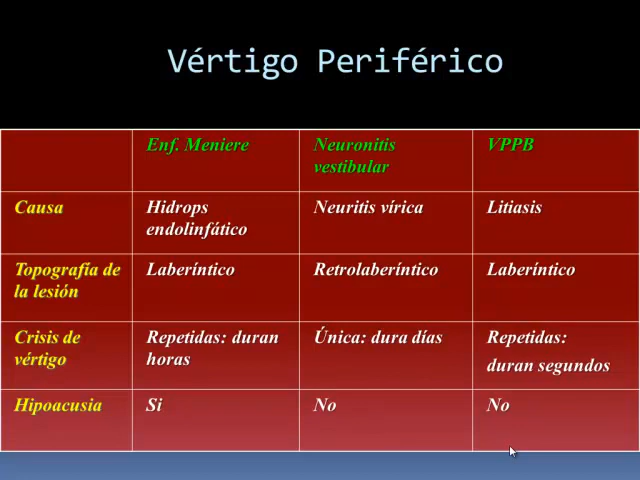 Vértigo Periférico
Enf. Meniere
Neuronitis
vestibular
VPPB
Causa
Hidrops
endolinfático
Neuritis vírica
Litiasis
Topografía de
la lesión
Laberíntico
Retrolaberíntico
Laberíntico
Crisis de
vértigo
Repetidas: duran
horas
Única: dura días
Repetidas:
duran segundos
Hipoacusia
Si
No
No